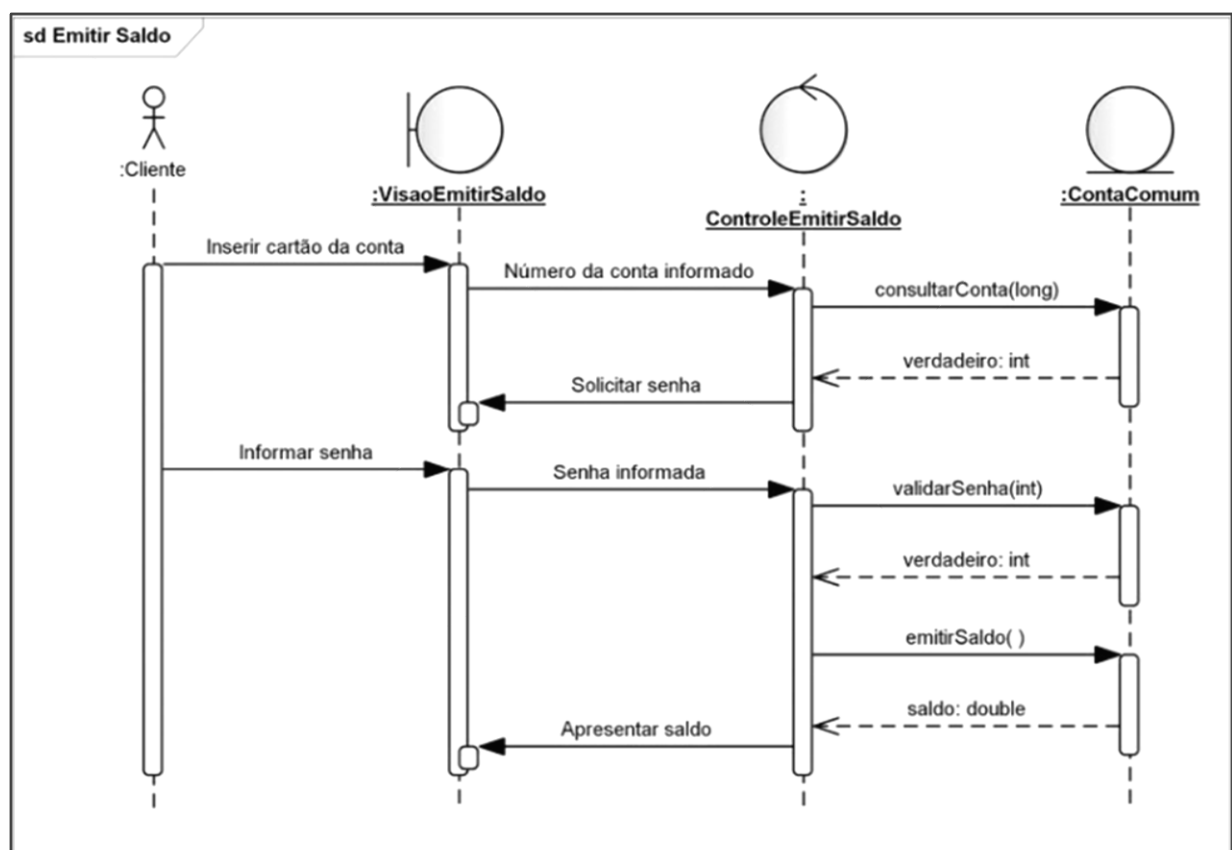 sd Emitir Saldo
:Cliente
:VisaoEmitirSaldo
:
ControleEmitirSaldo
:ContaComum
Inserir cartão da conta
Número da conta informado
consultarConta(long)
verdadeiro: int
Solicitar senha
Informar senha
Senha informada
validarSenha(int)
verdadeiro: int
emitirSaldo( )
saldo: double
Apresentar saldo